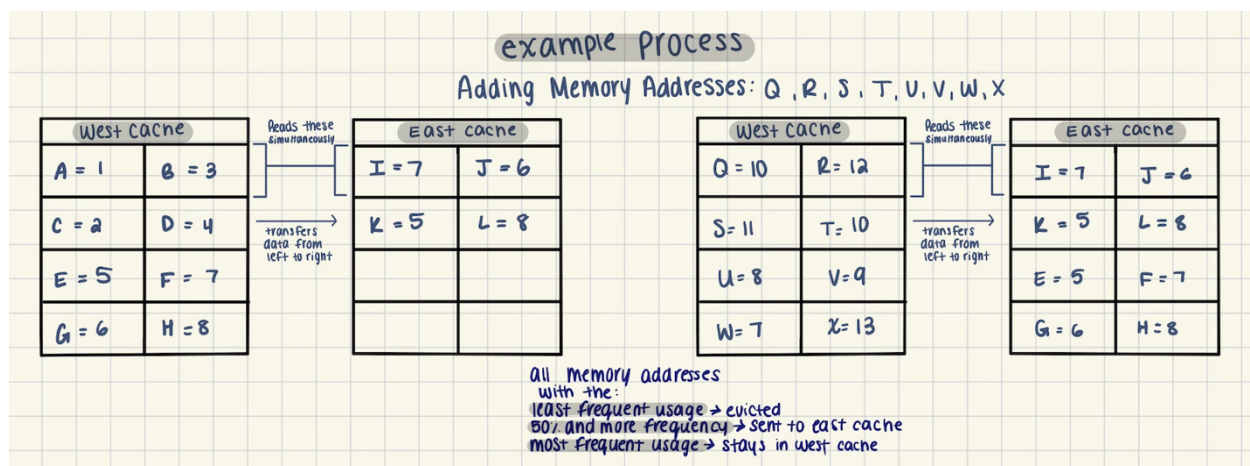 example process
Adding Memory Addresses: Q, R, S, T, U, V, W, X
West Cache
A = 1 B = 3
C = 2 D = 4
E = 5 F = 7
G = 6 H = 8
Reads these
simultaneously
transfers
data from
left to right
East Cache
I = 7 J = 6
K = 5 L = 8
West Cache
Q = 10 R = 12
S = 11 T = 10
U = 8 V = 9
W = 7 X = 13
Reads these
simultaneously
transfers
data from
left to right
East Cache
I = 7 J = 6
K = 5 L = 8
E = 5 F = 7
G = 6 H = 8
all memory addresses
with the:
least frequent usage → evicted
50% and more frequency → sent to east cache
most frequent usage → stays in west cache